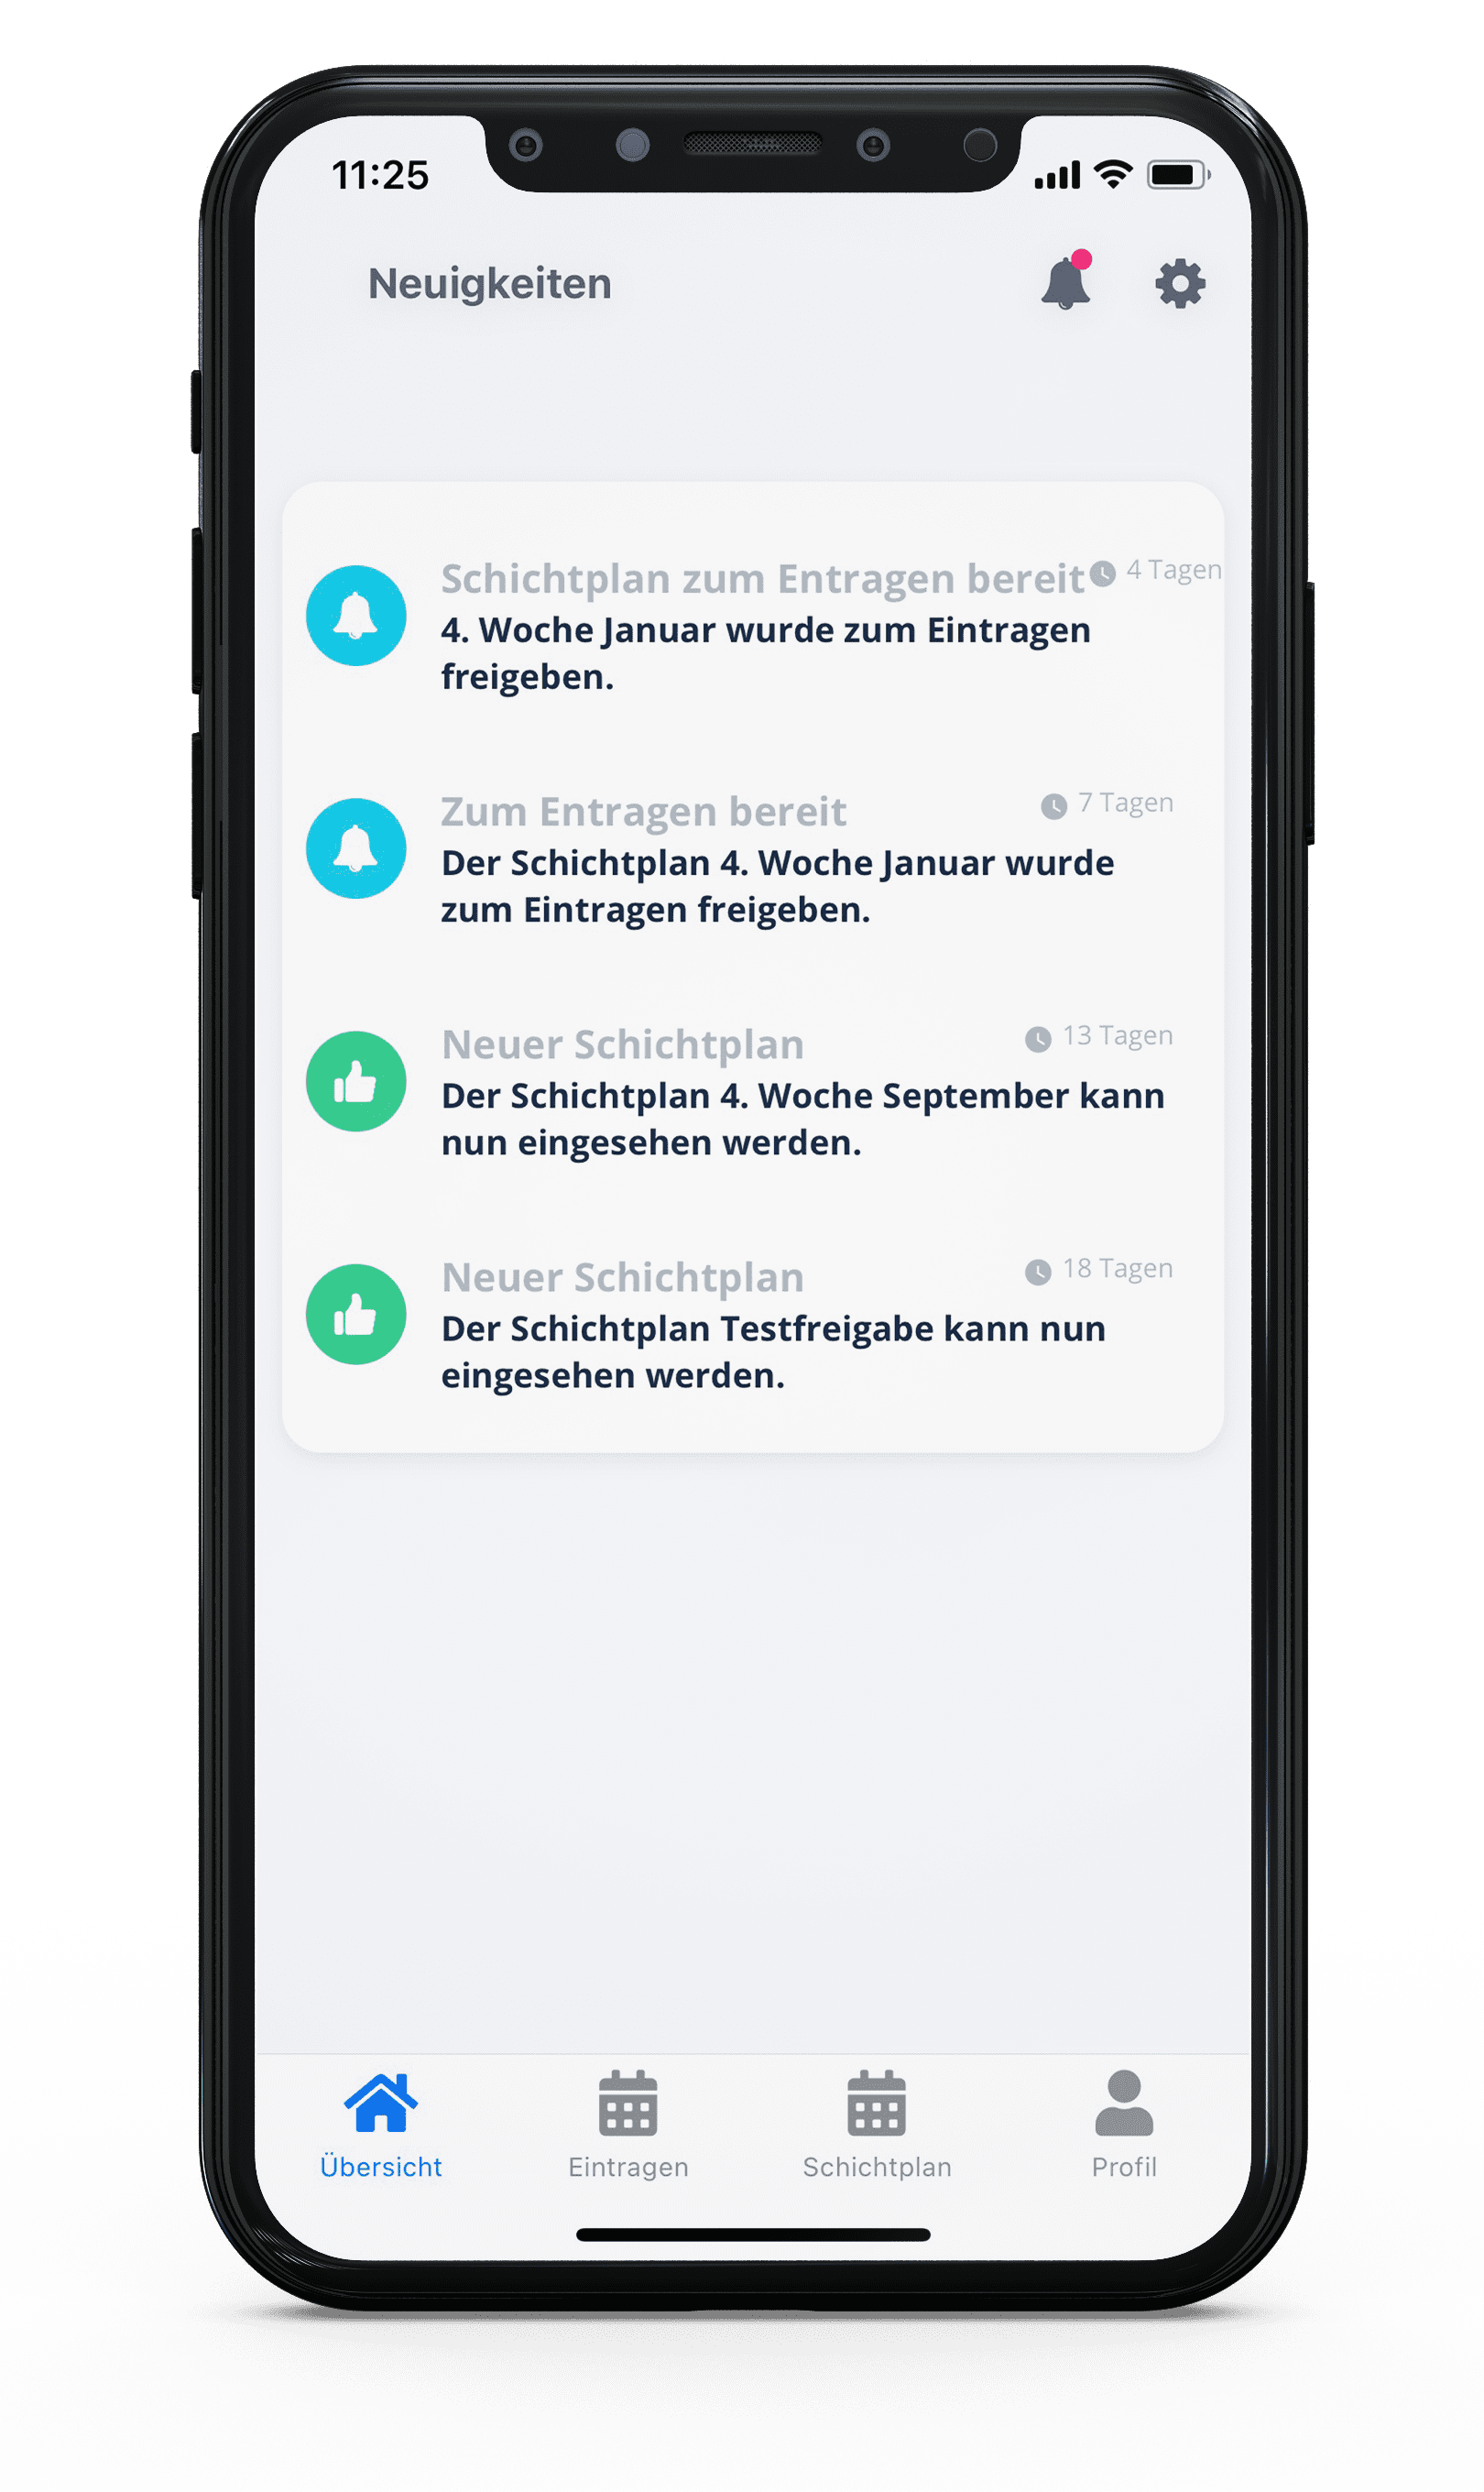 11:25
Neuigkeiten
Schichtplan zum Entragen bereit 4 Tagen
4. Woche Januar wurde zum Eintragen
freigeben.
Zum Entragen bereit 7 Tagen
Der Schichtplan 4. Woche Januar wurde
zum Eintragen freigeben.
Neuer Schichtplan 13 Tagen
Der Schichtplan 4. Woche September kann
nun eingesehen werden.
Neuer Schichtplan 18 Tagen
Der Schichtplan Testfreigabe kann nun
eingesehen werden.
Übersicht Eintragen Schichtplan Profil